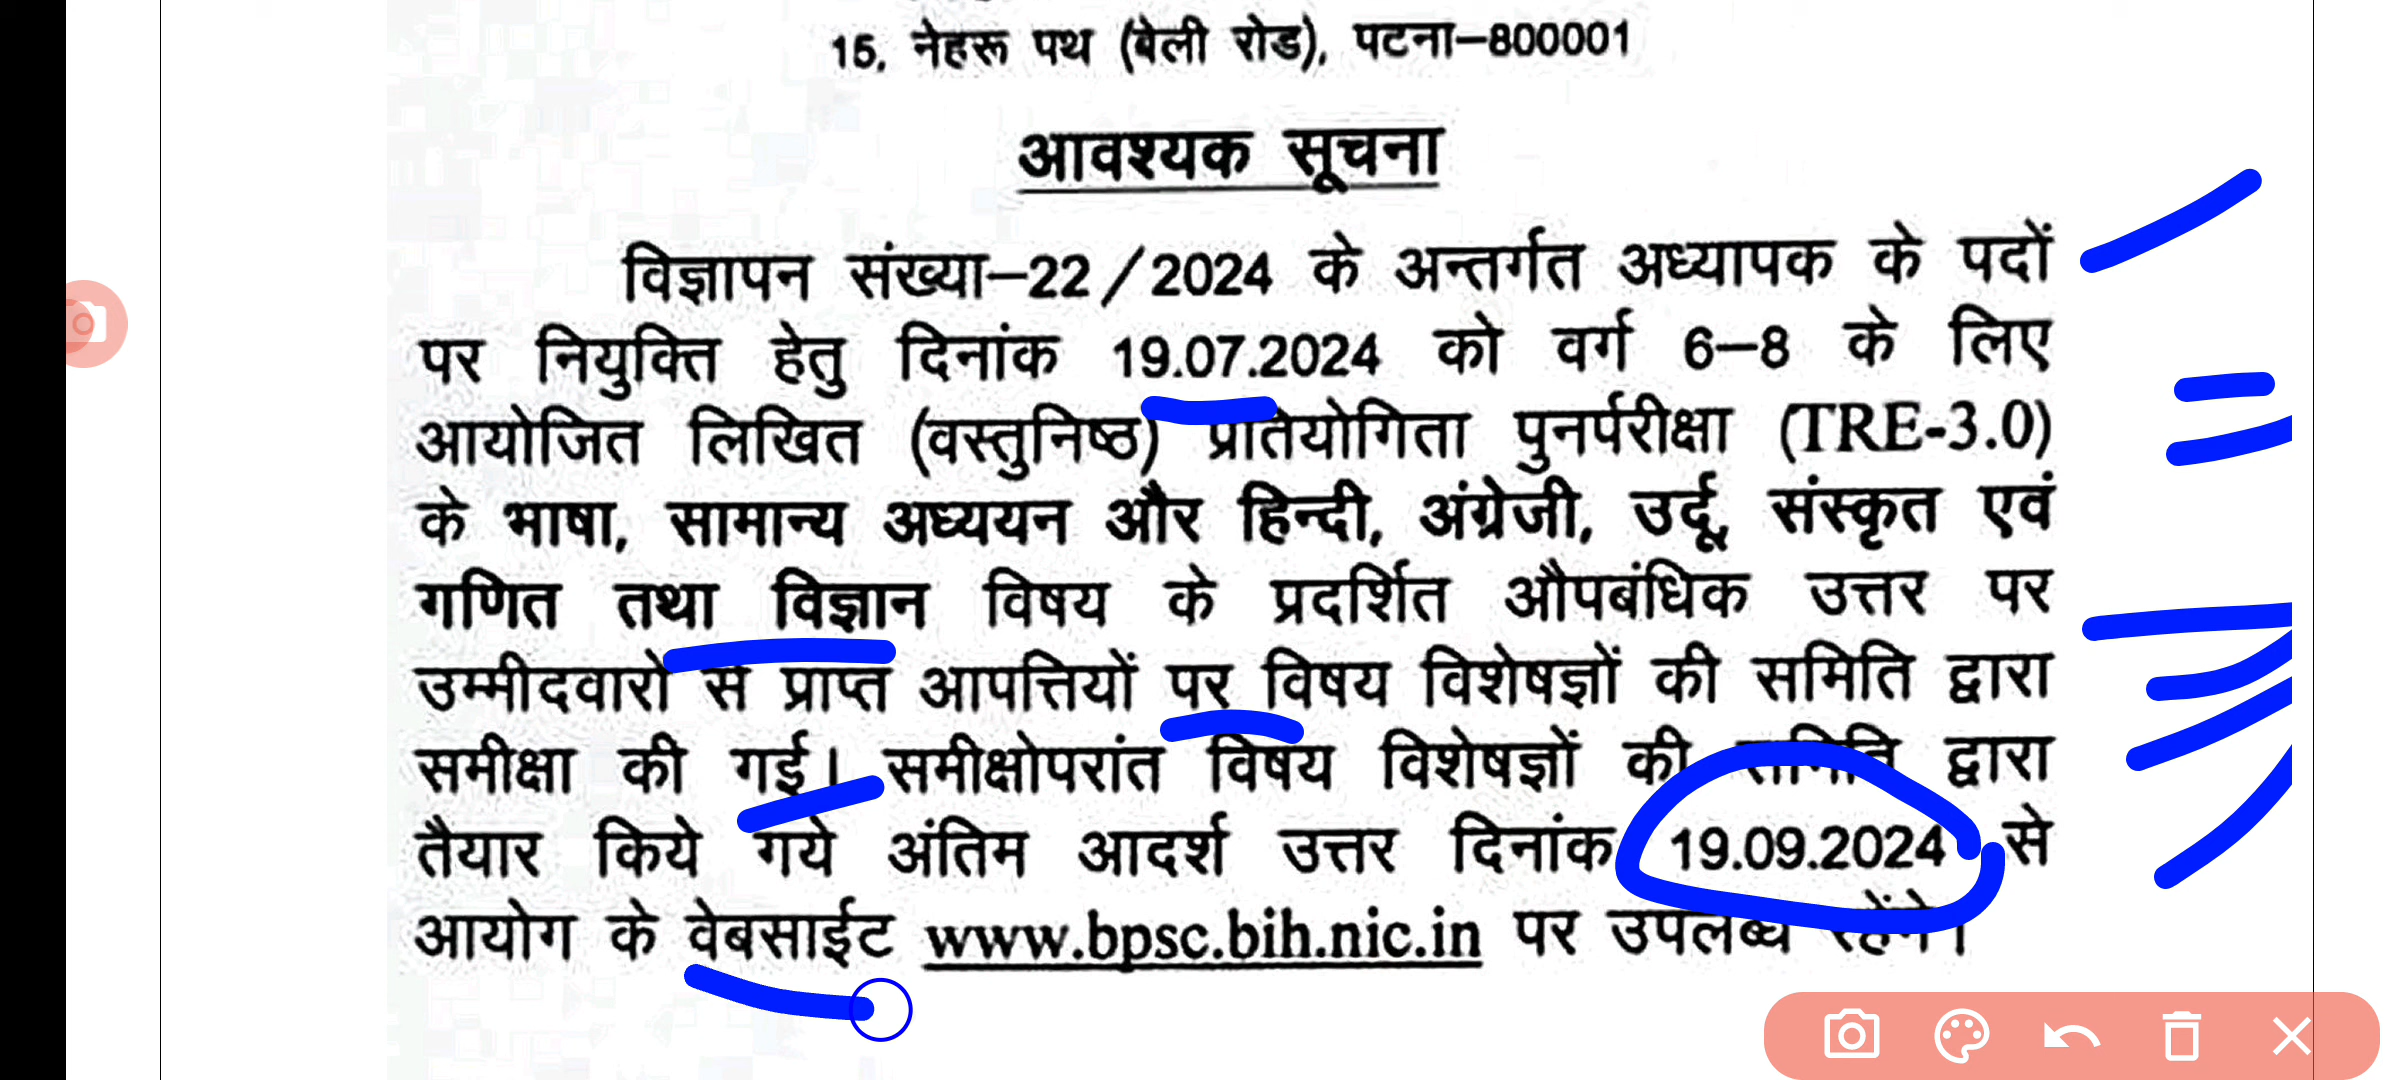 15, नेहरू पथ (बेली रोड), पटना–800001
आवश्यक सूचना
विज्ञापन संख्या–22/2024 के अन्तर्गत अध्यापक के पदों
पर नियुक्ति हेतु दिनांक 19.07.2024 को वर्ग 6–8 के लिए
आयोजित लिखित (वस्तुनिष्ठ) प्रतियोगिता पुनर्परीक्षा (TRE-3.0)
के भाषा, सामान्य अध्ययन और हिन्दी, अंग्रेजी, उर्दू, संस्कृत एवं
गणित तथा विज्ञान विषय के प्रदर्शित औपबंधिक उत्तर पर
उम्मीदवारों से प्राप्त आपत्तियों पर विषय विशेषज्ञों की समिति द्वारा
समीक्षा की गई। समीक्षोपरांत विषय विशेषज्ञों की समिति द्वारा
तैयार किये गये अंतिम आदर्श उत्तर दिनांक 19.09.2024 से
आयोग के वेबसाईट www.bpsc.bih.nic.in पर उपलब्ध रहेंगे।